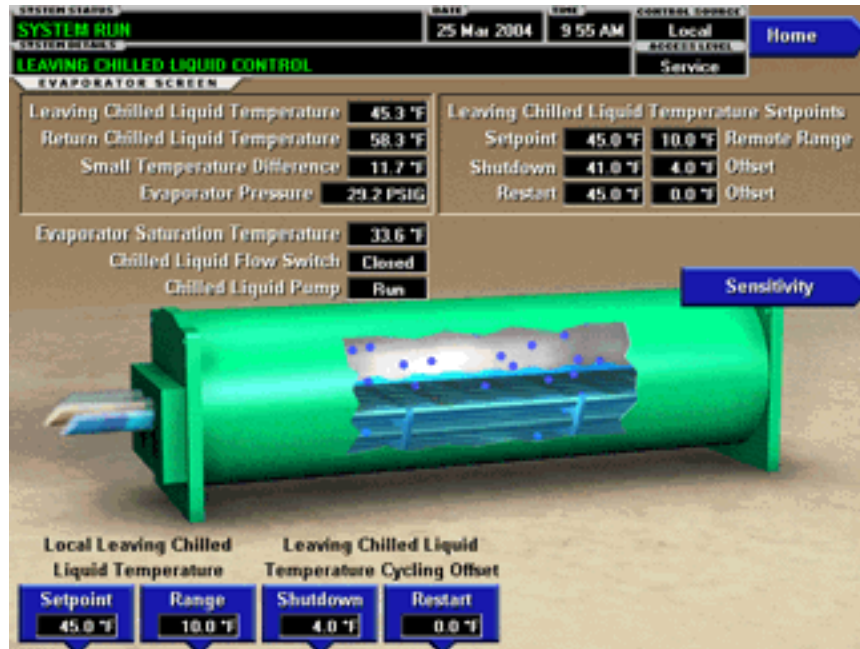 SYSTEM STATUS
SYSTEM RUN
DATE
25 Mar 2004
TIME
9 55 AM
CONTROL SOURCE
Local
Home
SYSTEM DETAILS
LEAVING CHILLED LIQUID CONTROL
ACCESS LEVEL
Service
EVAPORATOR SCREEN
Leaving Chilled Liquid Temperature 45.3 °F
Return Chilled Liquid Temperature 58.3 °F
Small Temperature Difference 11.7 °F
Evaporator Pressure 29.2 PSIG
Leaving Chilled Liquid Temperature Setpoints
Setpoint 45.0 °F 10.0 °F Remote Range
Shutdown 41.0 °F 4.0 °F Offset
Restart 45.0 °F 0.0 °F Offset
Evaporator Saturation Temperature 33.6 °F
Chilled Liquid Flow Switch Closed
Chilled Liquid Pump Run
Sensitivity
Local Leaving Chilled
Liquid Temperature
Leaving Chilled Liquid
Temperature Cycling Offset
Setpoint
45.0 °F
Range
10.0 °F
Shutdown
4.0 °F
Restart
0.0 °F